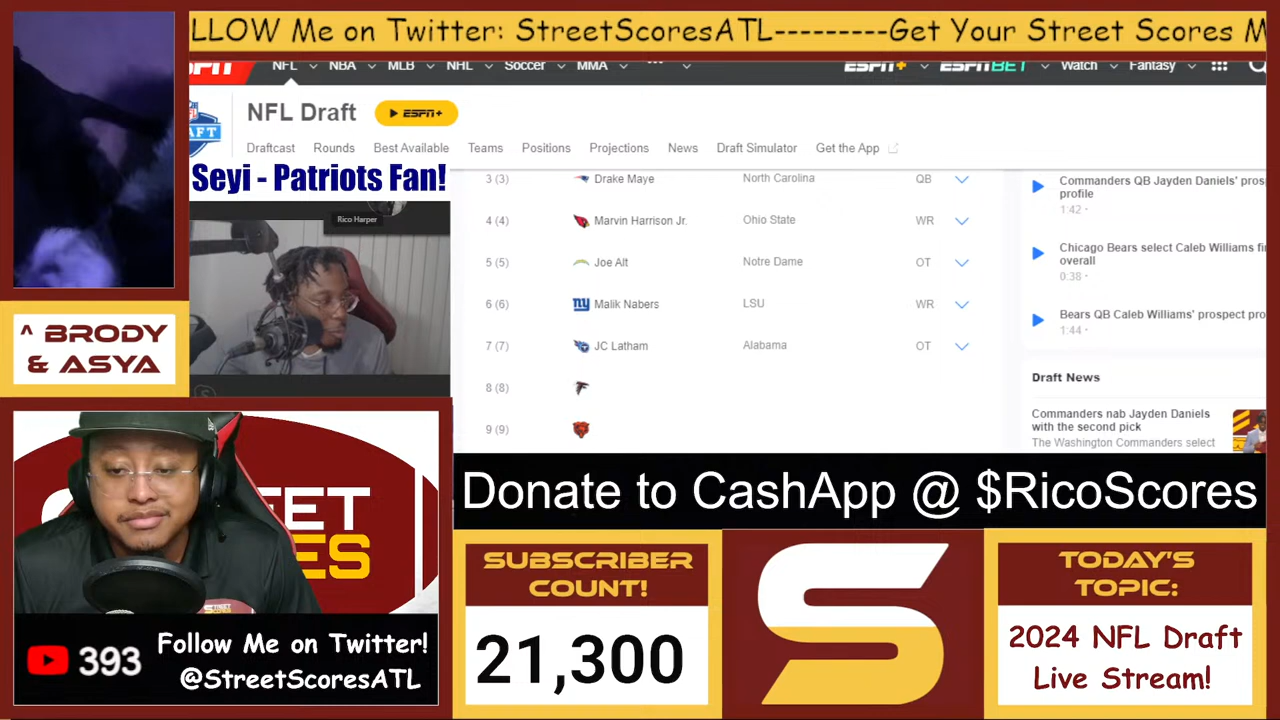 LLOW Me on Twitter: StreetScoresATL---------Get Your Street Scores M
NFL NBA MLB NHL Soccer MMA ESPN+ ESPN BET Watch Fantasy
NFL Draft ESPN+
Draftcast Rounds Best Available Teams Positions Projections News Draft Simulator Get the App
Seyi - Patriots Fan!
Rico Harper
3 (3) Drake Maye North Carolina QB
4 (4) Marvin Harrison Jr. Ohio State WR
5 (5) Joe Alt Notre Dame OT
6 (6) ny Malik Nabers LSU WR
7 (7) JC Latham Alabama OT
8 (8)
9 (9)
Commanders QB Jayden Daniels' pros
profile
1:42
Chicago Bears select Caleb Williams fi
overall
0:38
Bears QB Caleb Williams' prospect pro
1:44
Draft News
Commanders nab Jayden Daniels
with the second pick
The Washington Commanders select
^ BRODY
& ASYA
Donate to CashApp @ $RicoScores
SUBSCRIBER
COUNT!
21,300
TODAY'S
TOPIC:
2024 NFL Draft
Live Stream!
393
Follow Me on Twitter!
@StreetScoresATL